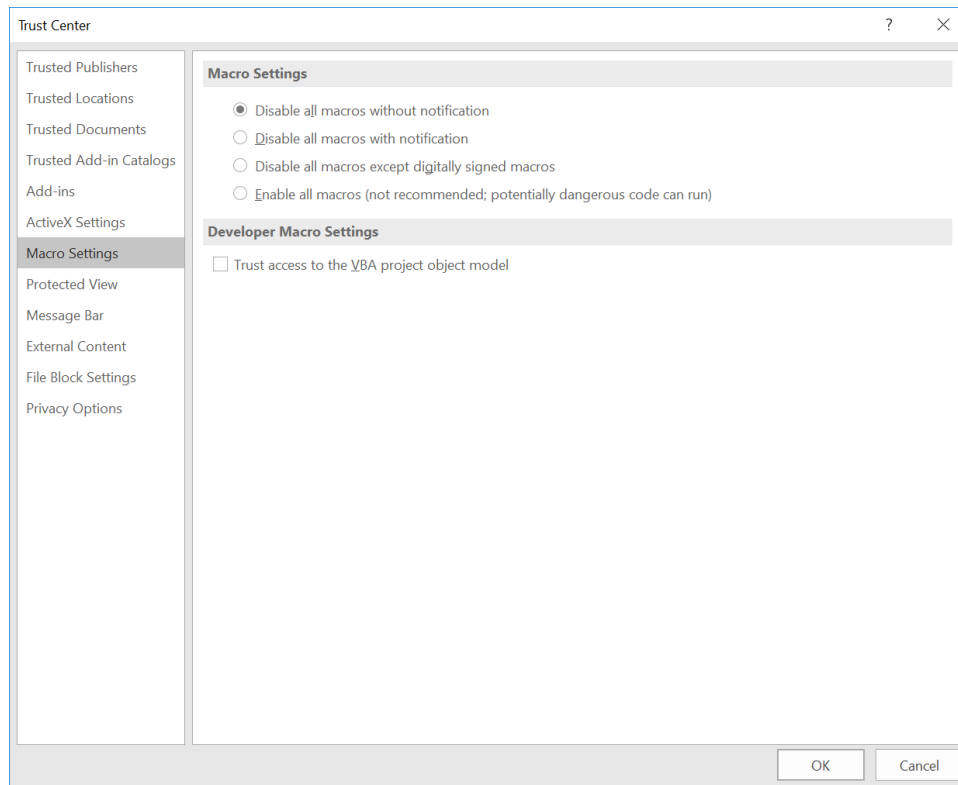 Trust Center
?
Trusted Publishers
Trusted Locations
Trusted Documents
Trusted Add-in Catalogs
Add-ins
ActiveX Settings
Macro Settings
Protected View
Message Bar
External Content
File Block Settings
Privacy Options
Macro Settings
Disable all macros without notification
Disable all macros with notification
Disable all macros except digitally signed macros
Enable all macros (not recommended; potentially dangerous code can run)
Developer Macro Settings
Trust access to the VBA project object model
OK
Cancel